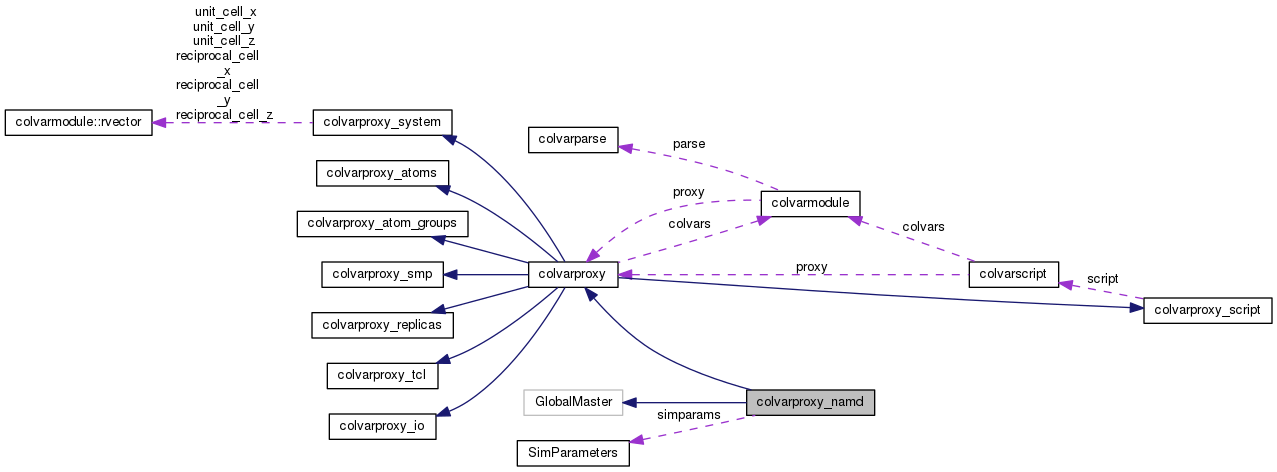 unit_cell_x
unit_cell_y
unit_cell_z
reciprocal_cell
_x
reciprocal_cell
_y
reciprocal_cell_z
colvarmodule::rvector
colvarproxy_system
colvarparse
parse
colvarproxy_atoms
proxy
colvarmodule
colvarproxy_atom_groups
colvars
colvars
colvarproxy_smp
colvarproxy
proxy
colvarscript
script
colvarproxy_script
colvarproxy_replicas
colvarproxy_tcl
GlobalMaster
colvarproxy_namd
simparams
colvarproxy_io
SimParameters